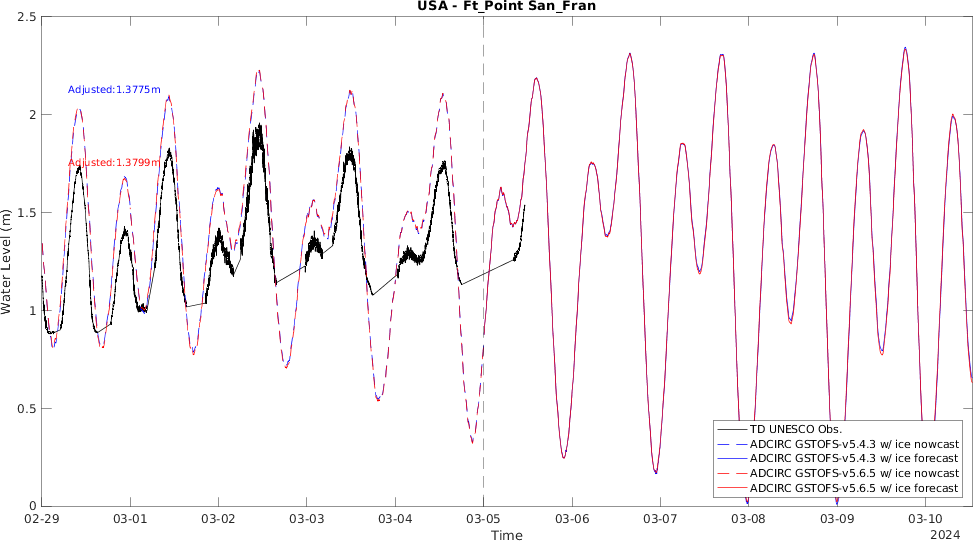 USA - Ft_Point San_Fran
Water Level (m)
2.5
2
1.5
1
0.5
0
Adjusted:1.3775m
Adjusted:1.3799m
TD UNESCO Obs.
ADCIRC GSTOFS-v5.4.3 w/ ice nowcast
ADCIRC GSTOFS-v5.4.3 w/ ice forecast
ADCIRC GSTOFS-v5.6.5 w/ ice nowcast
ADCIRC GSTOFS-v5.6.5 w/ ice forecast
02-29 03-01 03-02 03-03 03-04 03-05 03-06 03-07 03-08 03-09 03-10
2024
Time